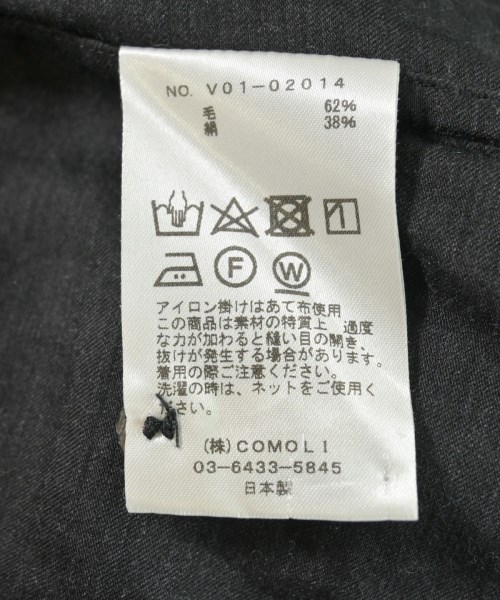 NO. V01-02014
毛 62%
絹 38%
F W
アイロン掛けはあて布使用
この商品は素材の特質上 過度
な力が加わると縫い目の開き、
抜けが発生する場合があります。
着用の際ご注意ください。
洗濯の時は、ネットをご使用く
ださい。
(株) COMOLI
03-6433-5845
日本製